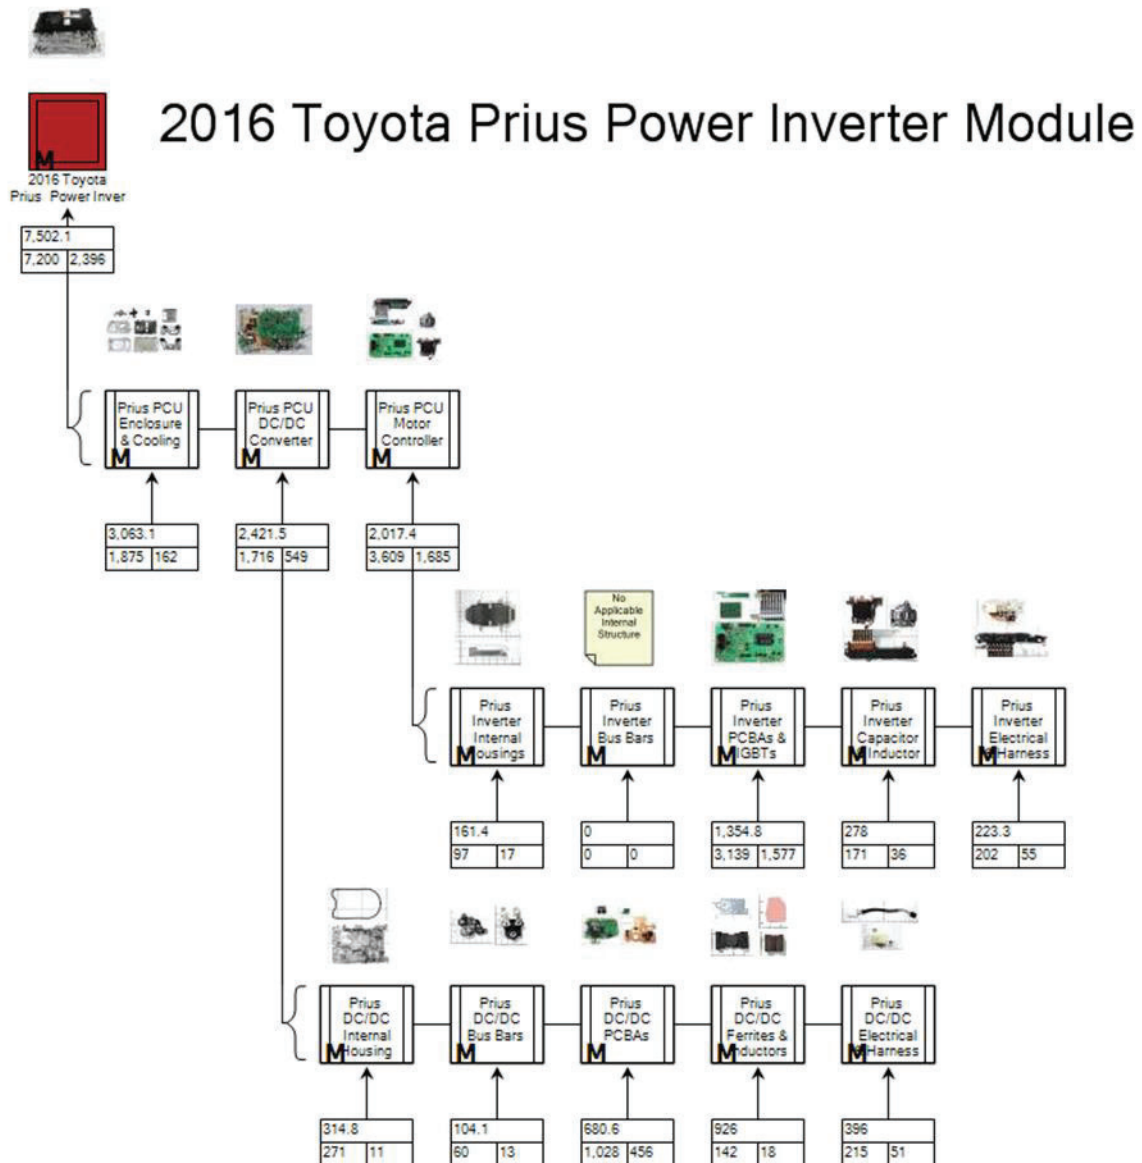 2016 Toyota Prius Power Inverter Module
M
2016 Toyota
Prius Power Inver
7,502.1
7,200 2,396
Prius PCU
Enclosure
& Cooling
M
Prius PCU
DC/DC
Converter
M
Prius PCU
Motor
Controller
M
3,063.1
1,875 162
2,421.5
1,716 549
2,017.4
3,609 1,685
No
Applicable
Internal
Structure
Prius
Inverter
Internal
ousings
M
Prius
Inverter
Bus Bars
M
Prius
Inverter
PCBAs &
IGBTs
M
Prius
Inverter
Capacitor
Inductor
M
Prius
Inverter
Electrical
Harness
M
161.4
97 17
0
0 0
1,354.8
3,139 1,577
278
171 36
223.3
202 55
Prius
DC/DC
Internal
Housing
M
Prius
DC/DC
Bus Bars
M
Prius
DC/DC
PCBAs
M
Prius
DC/DC
Ferrites &
nductors
M
Prius
DC/DC
Electrical
Harness
M
314.8
271 11
104.1
60 13
680.6
1,028 456
926
142 18
396
215 51